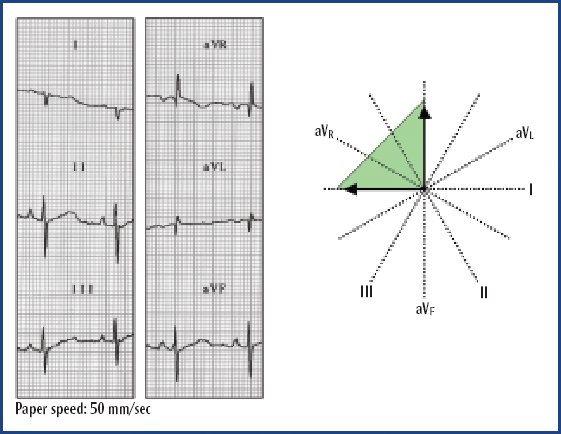 I
aVR
II
aVL
III
aVF
aVR
aVL
I
III
II
aVF
Paper speed: 50 mm/sec